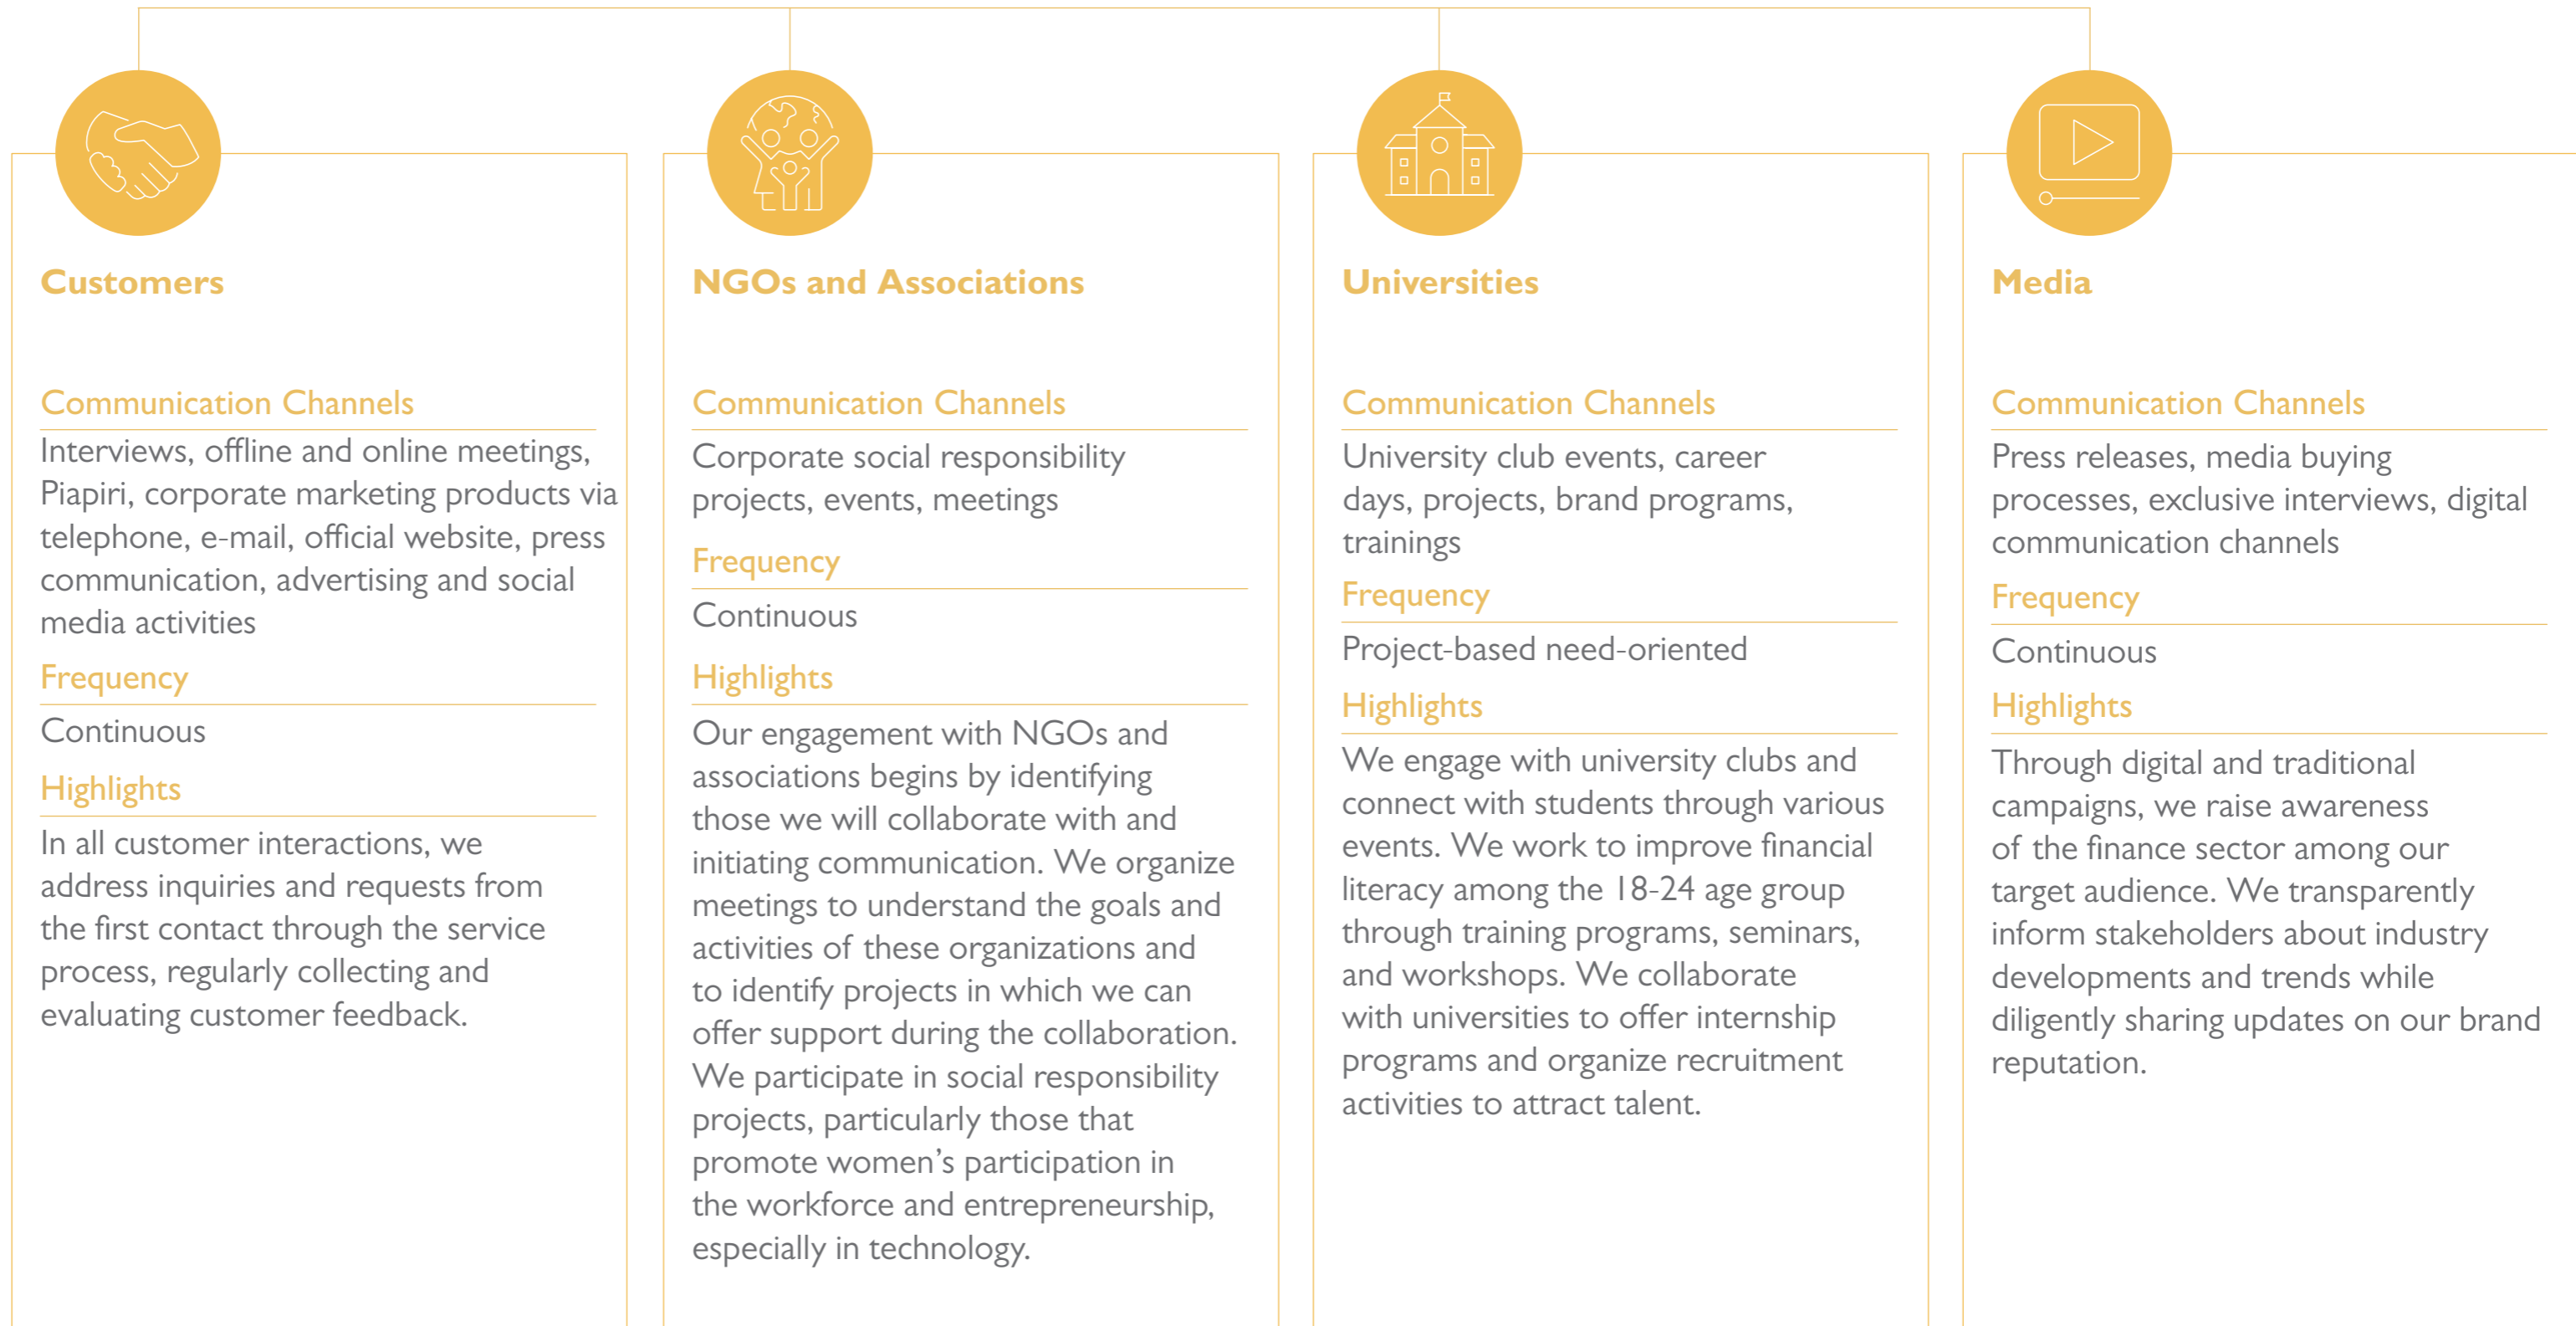 Customers
Communication Channels
Interviews, offline and online meetings,
Piapiri, corporate marketing products via
telephone, e-mail, official website, press
communication, advertising and social
media activities
Frequency
Continuous
Highlights
In all customer interactions, we
address inquiries and requests from
the first contact through the service
process, regularly collecting and
evaluating customer feedback.
NGOs and Associations
Communication Channels
Corporate social responsibility
projects, events, meetings
Frequency
Continuous
Highlights
Our engagement with NGOs and
associations begins by identifying
those we will collaborate with and
initiating communication. We organize
meetings to understand the goals and
activities of these organizations and
to identify projects in which we can
offer support during the collaboration.
We participate in social responsibility
projects, particularly those that
promote women’s participation in
the workforce and entrepreneurship,
especially in technology.
Universities
Communication Channels
University club events, career
days, projects, brand programs,
trainings
Frequency
Project-based need-oriented
Highlights
We engage with university clubs and
connect with students through various
events. We work to improve financial
literacy among the 18-24 age group
through training programs, seminars,
and workshops. We collaborate
with universities to offer internship
programs and organize recruitment
activities to attract talent.
Media
Communication Channels
Press releases, media buying
processes, exclusive interviews, digital
communication channels
Frequency
Continuous
Highlights
Through digital and traditional
campaigns, we raise awareness
of the finance sector among our
target audience. We transparently
inform stakeholders about industry
developments and trends while
diligently sharing updates on our brand
reputation.